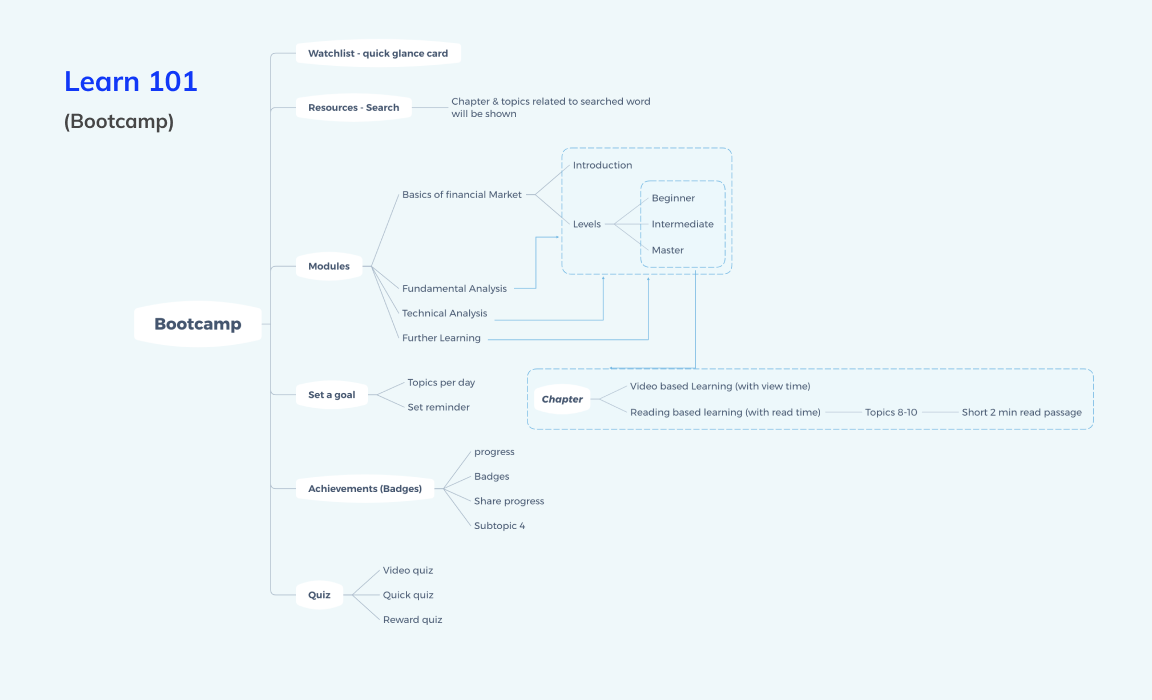 Learn 101
(Bootcamp)
Bootcamp
Watchlist - quick glance card
Resources - Search
Chapter & topics related to searched word
will be shown
Modules
Basics of financial Market
Introduction
Levels
Beginner
Intermediate
Master
Fundamental Analysis
Technical Analysis
Further Learning
Chapter
Video based Learning (with view time)
Reading based learning (with read time)
Topics 8-10
Short 2 min read passage
Set a goal
Topics per day
Set reminder
Achievements (Badges)
progress
Badges
Share progress
Subtopic 4
Quiz
Video quiz
Quick quiz
Reward quiz